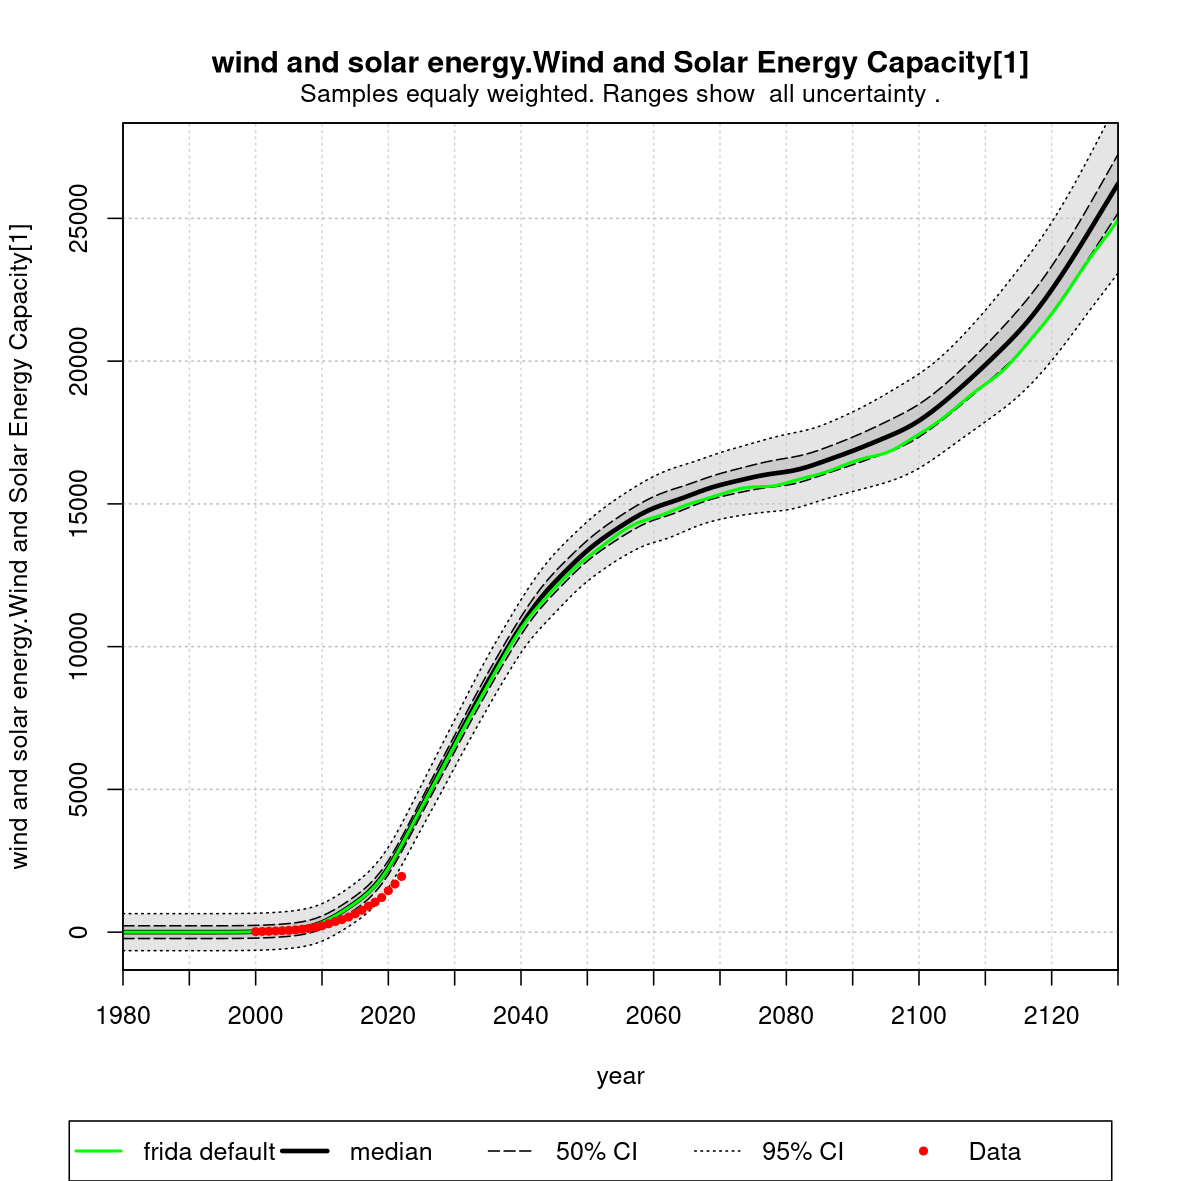 wind and solar energy.Wind and Solar Energy Capacity[1]
Samples equaly weighted. Ranges show  all uncertainty .
wind and solar energy.Wind and Solar Energy Capacity[1]
25000
20000
15000
10000
5000
0
1980 2000 2020 2040 2060 2080 2100 2120
year
frida default median 50% CI 95% CI Data